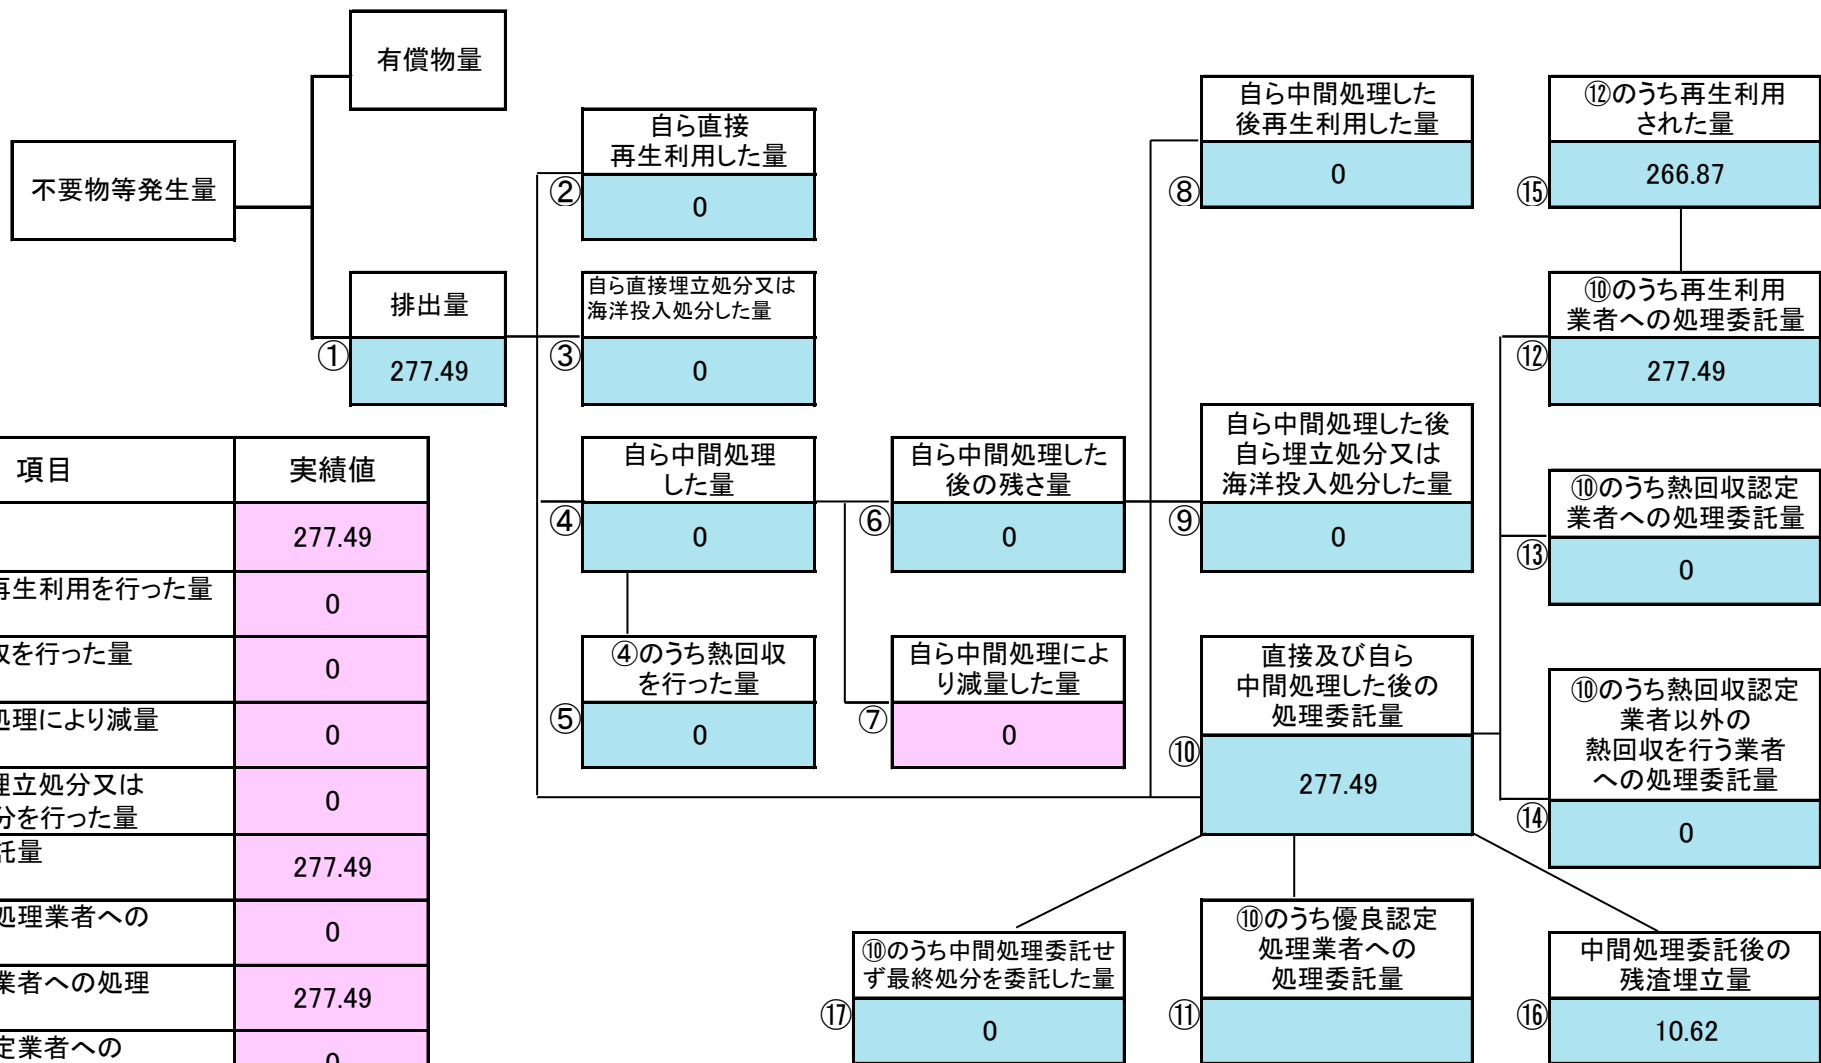 有償物量
不要物等発生量
排出量
①
277.49
自ら直接
再生利用した量
②
0
自ら直接埋立処分又は
海洋投入処分した量
③
0
自ら中間処理
した量
④
0
④のうち熱回収
を行った量
⑤
0
自ら中間処理した
後の残さ量
⑥
0
自ら中間処理によ
り減量した量
⑦
0
自ら中間処理した
後再生利用した量
⑧
0
自ら中間処理した後
自ら埋立処分又は
海洋投入処分した量
⑨
0
直接及び自ら
中間処理した後の
処理委託量
⑩
277.49
⑫のうち再生利用
された量
⑮
266.87
⑩のうち再生利用
業者への処理委託量
⑫
277.49
⑩のうち熱回収認定
業者への処理委託量
⑬
0
⑩のうち熱回収認定
業者以外の
熱回収を行う業者
への処理委託量
⑭
0
⑩のうち中間処理委託せ
ず最終処分を委託した量
⑰
0
⑩のうち優良認定
処理業者への
処理委託量
⑪
中間処理委託後の
残渣埋立量
⑯
10.62
項目 実績値
277.49
再生利用を行った量
0
を行った量
0
処理により減量
0
埋立処分又は
分を行った量
0
託量
277.49
処理業者への
0
業者への処理
277.49
定業者への
0